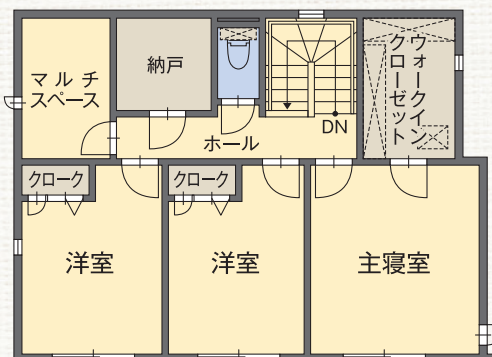 マルチ
スペース
納戸
ホール
DN
ウォークイン
クローゼット
クローク
クローク
洋室
洋室
主寝室